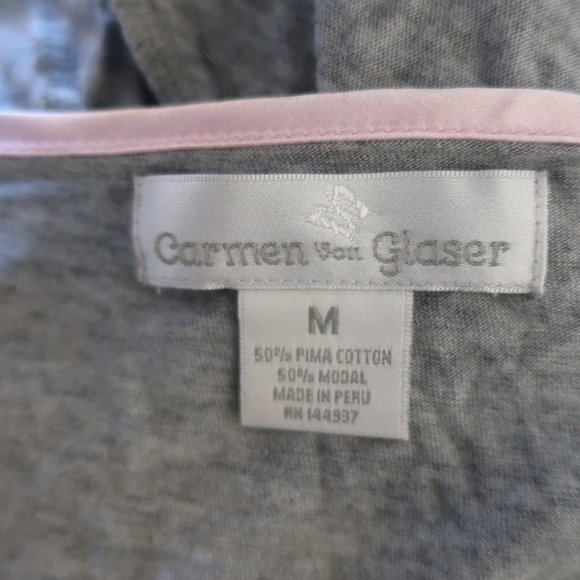 Carmen von Glaser
M
50% PIMA COTTON
50% MODAL
MADE IN PERU
RN 144937